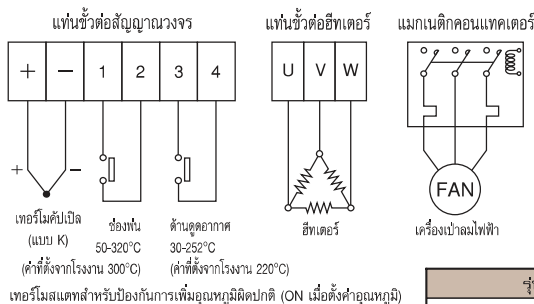 แท่นขั้วต่อสัญญาณวงจร
แท่นขั้วต่อฮีทเตอร์
แมกเนติกคอนแทคเตอร์
+ − 1 2 3 4
U V W
+ −
FAN
เทอร์โมคัปเปิล
(แบบ K)
(ค่าที่ตั้งจากโรงงาน 300°C)
ช่องพ่น
50-320°C
ด้านดูดอากาศ
30-252°C
(ค่าที่ตั้งจากโรงงาน 220°C)
ฮีทเตอร์
เครื่องเป่าลมไฟฟ้า
เทอร์โมสแตทสำหรับป้องกันการเพิ่มอุณหภูมิผิดปกติ (ON เมื่อตั้งค่าอุณหภูมิ)